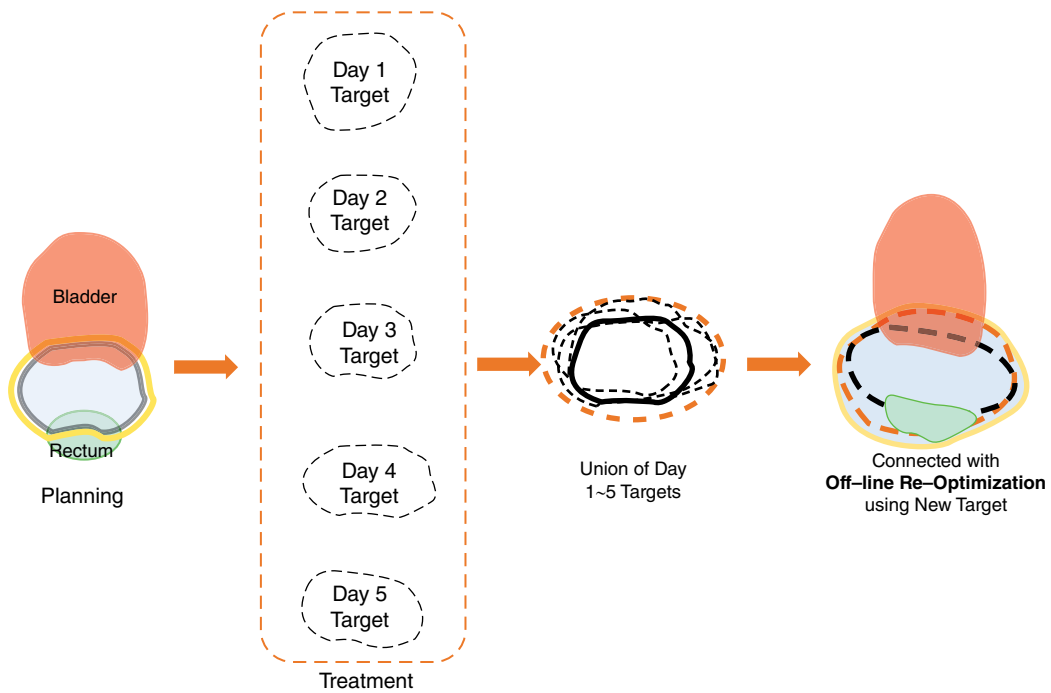 Bladder
Rectum
Planning
Day 1
Target
Day 2
Target
Day 3
Target
Day 4
Target
Day 5
Target
Treatment
Union of Day
1~5 Targets
Connected with
Off–line Re–Optimization
using New Target